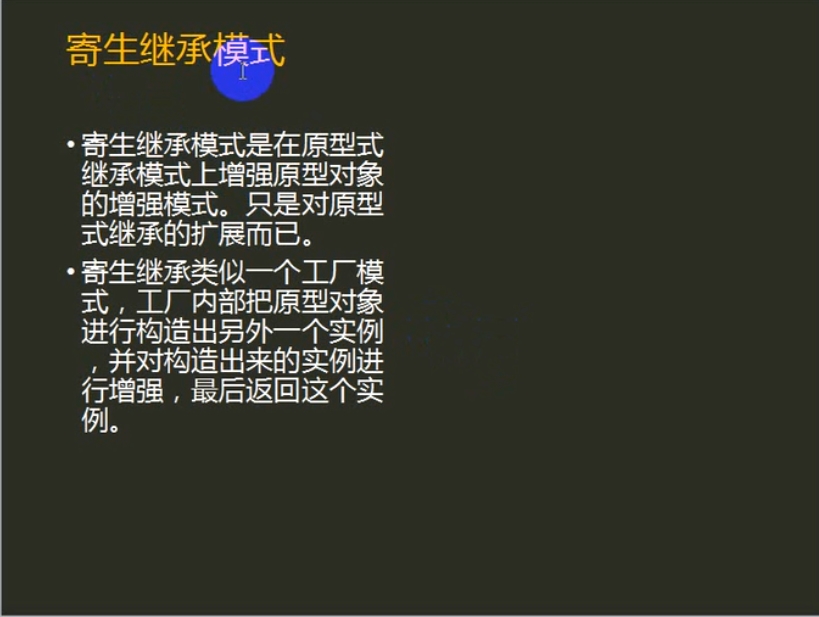 寄生继承模式
•寄生继承模式是在原型式
继承模式上增强原型对象
的增强模式。只是对原型
式继承的扩展而已。
•寄生继承类似一个工厂模
式，工厂内部把原型对象
进行构造出另外一个实例
，并对构造出来的实例进
行增强，最后返回这个实
例。